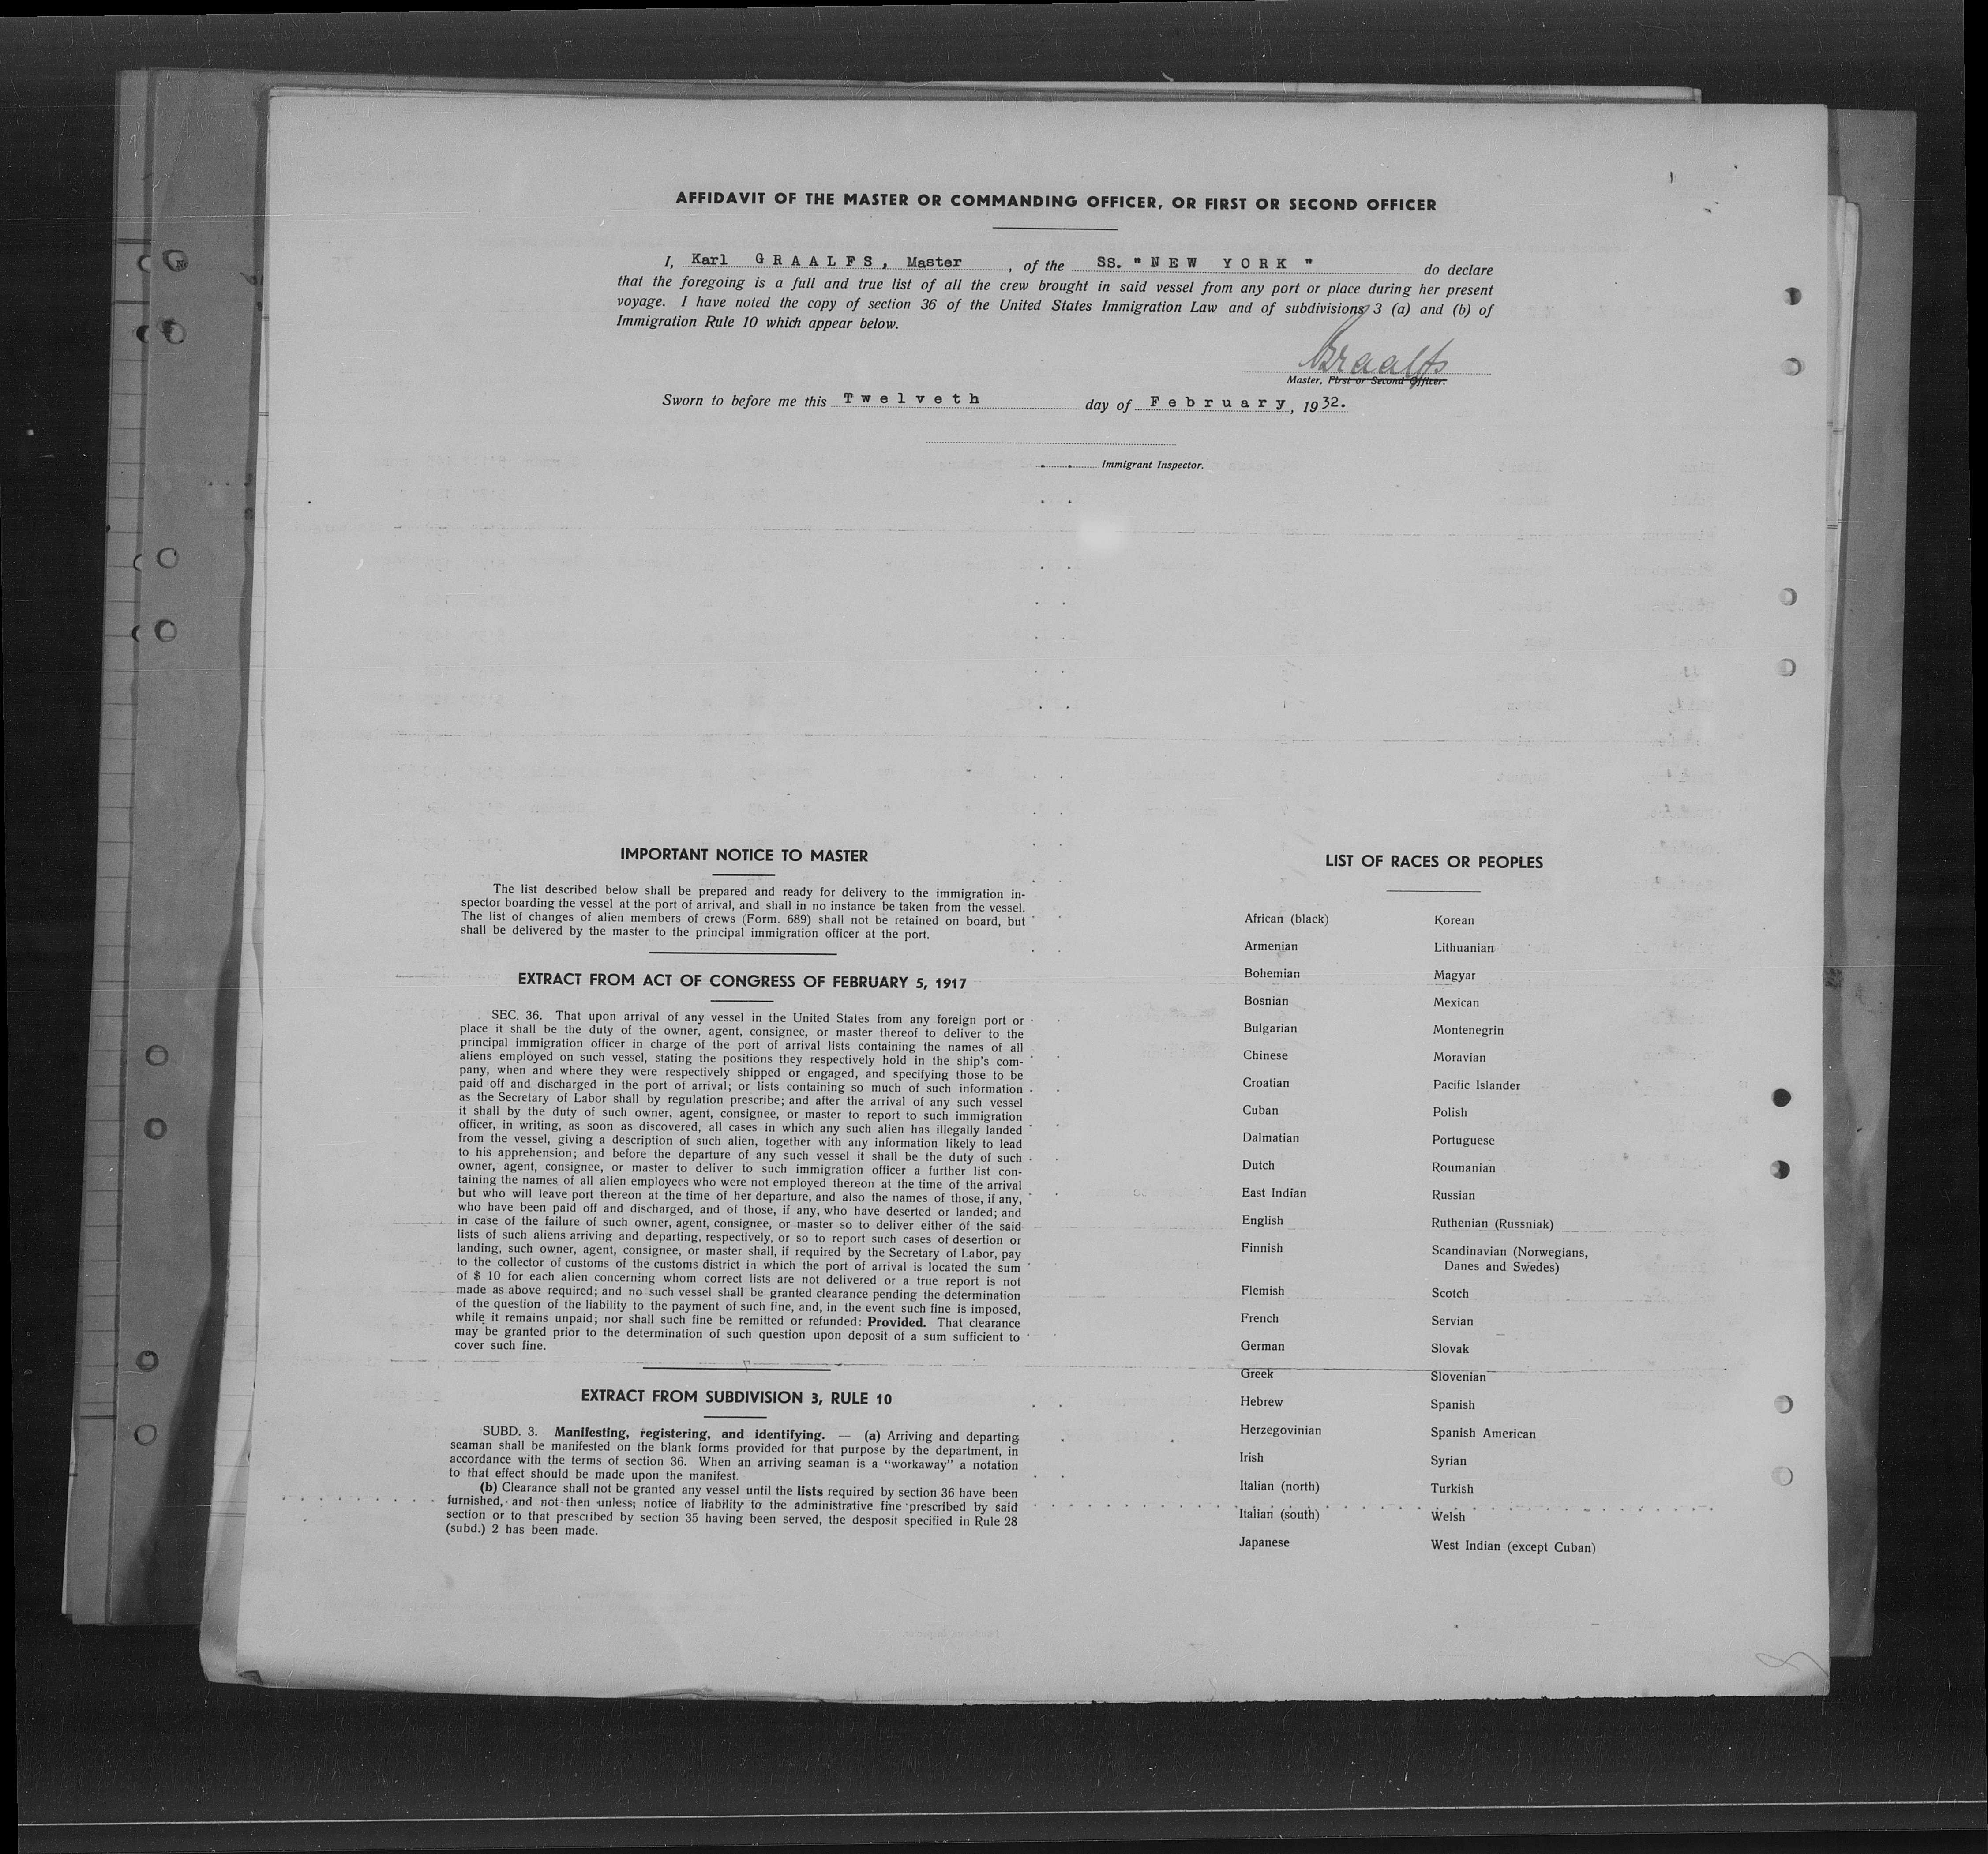 AFFIDAVIT OF THE MASTER OR COMMANDING OFFICER, OR FIRST OR SECOND OFFICER
I, Karl GRAALFS, Master , of the SS. "NEW YORK" do declare
that the foregoing is a full and true list of all the crew brought in said vessel from any port or place during her present
voyage. I have noted the copy of section 36 of the United States Immigration Law and of subdivisions 3 (a) and (b) of
Immigration Rule 10 which appear below.
Graalfs
Master, First or Second Officer.
Sworn to before me this Twelveth day of February, 1932.
Immigrant Inspector.
IMPORTANT NOTICE TO MASTER
The list described below shall be prepared and ready for delivery to the immigration in-
spector boarding the vessel at the port of arrival, and shall in no instance be taken from the vessel.
The list of changes of alien members of crews (Form. 689) shall not be retained on board, but
shall be delivered by the master to the principal immigration officer at the port.
EXTRACT FROM ACT OF CONGRESS OF FEBRUARY 5, 1917
SEC. 36. That upon arrival of any vessel in the United States from any foreign port or
place it shall be the duty of the owner, agent, consignee, or master thereof to deliver to the
principal immigration officer in charge of the port of arrival lists containing the names of all
aliens employed on such vessel, stating the positions they respectively hold in the ship's com-
pany, when and where they were respectively shipped or engaged, and specifying those to be
paid off and discharged in the port of arrival; or lists containing so much of such information
as the Secretary of Labor shall by regulation prescribe; and after the arrival of any such vessel
it shall by the duty of such owner, agent, consignee, or master to report to such immigration
officer, in writing, as soon as discovered, all cases in which any such alien has illegally landed
from the vessel, giving a description of such alien, together with any information likely to lead
to his apprehension; and before the departure of any such vessel it shall be the duty of such
owner, agent, consignee, or master to deliver to such immigration officer a further list con-
taining the names of all alien employees who were not employed thereon at the time of the arrival
but who will leave port thereon at the time of her departure, and also the names of those, if any,
who have been paid off and discharged, and of those, if any, who have deserted or landed; and
in case of the failure of such owner, agent, consignee, or master so to deliver either of the said
lists of such aliens arriving and departing, respectively, or so to report such cases of desertion or
landing, such owner, agent, consignee, or master shall, if required by the Secretary of Labor, pay
to the collector of customs of the customs district in which the port of arrival is located the sum
of $ 10 for each alien concerning whom correct lists are not delivered or a true report is not
made as above required; and no such vessel shall be granted clearance pending the determination
of the question of the liability to the payment of such fine, and, in the event such fine is imposed,
while it remains unpaid; nor shall such fine be remitted or refunded: Provided. That clearance
may be granted prior to the determination of such question upon deposit of a sum sufficient to
cover such fine.
EXTRACT FROM SUBDIVISION 3, RULE 10
SUBD. 3. Manifesting, registering, and identifying. — (a) Arriving and departing
seaman shall be manifested on the blank forms provided for that purpose by the department, in
accordance with the terms of section 36. When an arriving seaman is a "workaway" a notation
to that effect should be made upon the manifest.
(b) Clearance shall not be granted any vessel until the lists required by section 36 have been
furnished, and not then unless; notice of liability to the administrative fine prescribed by said
section or to that prescribed by section 35 having been served, the desposit specified in Rule 28
(subd.) 2 has been made.
LIST OF RACES OR PEOPLES
African (black)
Armenian
Bohemian
Bosnian
Bulgarian
Chinese
Croatian
Cuban
Dalmatian
Dutch
East Indian
English
Finnish
Flemish
French
German
Greek
Hebrew
Herzegovinian
Irish
Italian (north)
Italian (south)
Japanese
Korean
Lithuanian
Magyar
Mexican
Montenegrin
Moravian
Pacific Islander
Polish
Portuguese
Roumanian
Russian
Ruthenian (Russniak)
Scandinavian (Norwegians,
Danes and Swedes)
Scotch
Servian
Slovak
Slovenian
Spanish
Spanish American
Syrian
Turkish
Welsh
West Indian (except Cuban)